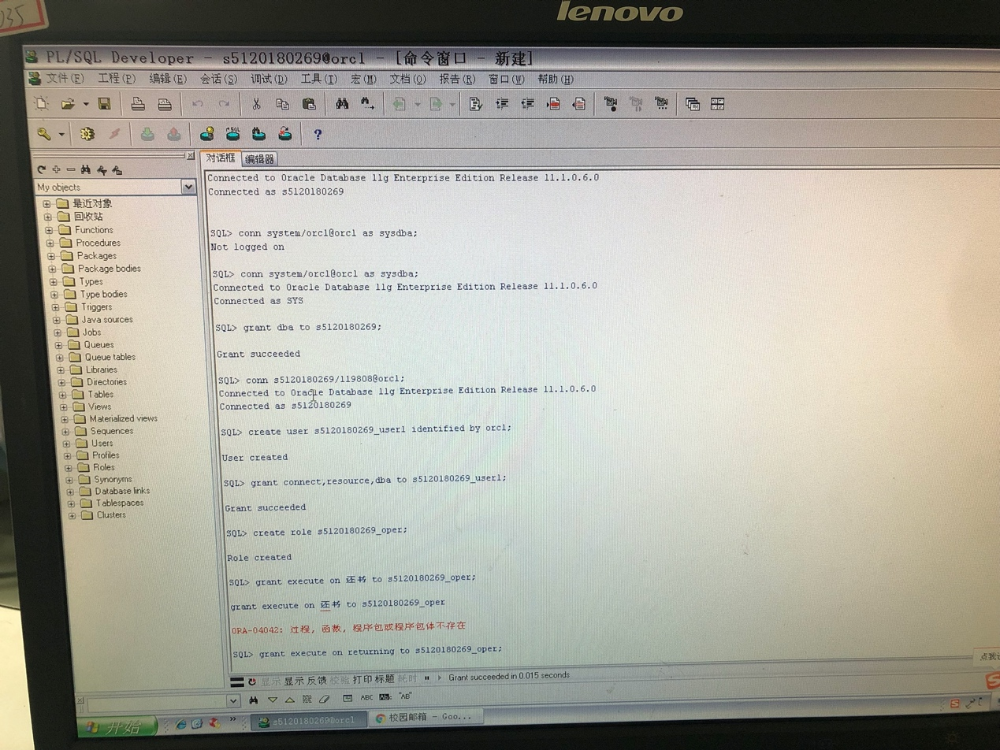 035
lenovo
PL/SQL Developer - s5120180269@orcl - [命令窗口 - 新建]
文件(F) 工程(P) 编辑(E) 会话(S) 调试(D) 工具(I) 宏(M) 文档(O) 报告(R) 窗口(W) 帮助(H)
对话框 编辑器
My objects
最近对象
回收站
Functions
Procedures
Packages
Package bodies
Types
Type bodies
Triggers
Java sources
Jobs
Queues
Queue tables
Libraries
Directories
Tables
Views
Materialized views
Sequences
Users
Profiles
Roles
Synonyms
Database links
Tablespaces
Clusters
Connected to Oracle Database 11g Enterprise Edition Release 11.1.0.6.0
Connected as s5120180269
SQL> conn system/orcl@orcl as sysdba;
Not logged on
SQL> conn system/orcl@orcl as sysdba;
Connected to Oracle Database 11g Enterprise Edition Release 11.1.0.6.0
Connected as SYS
SQL> grant dba to s5120180269;
Grant succeeded
SQL> conn s5120180269/119808@orcl;
Connected to Oracle Database 11g Enterprise Edition Release 11.1.0.6.0
Connected as s5120180269
SQL> create user s5120180269_user1 identified by orcl;
User created
SQL> grant connect,resource,dba to s5120180269_user1;
Grant succeeded
SQL> create role s5120180269_oper;
Role created
SQL> grant execute on 还书 to s5120180269_oper;
grant execute on 还书 to s5120180269_oper
ORA-04042: 过程, 函数, 程序包或程序包体不存在
SQL> grant execute on returning to s5120180269_oper;
显示 显示 反馈 校验 打印 标题 耗时 Grant succeeded in 0.015 seconds
ABC "AB"
开始 s5120180269@orcl 校园邮箱 - Goo...